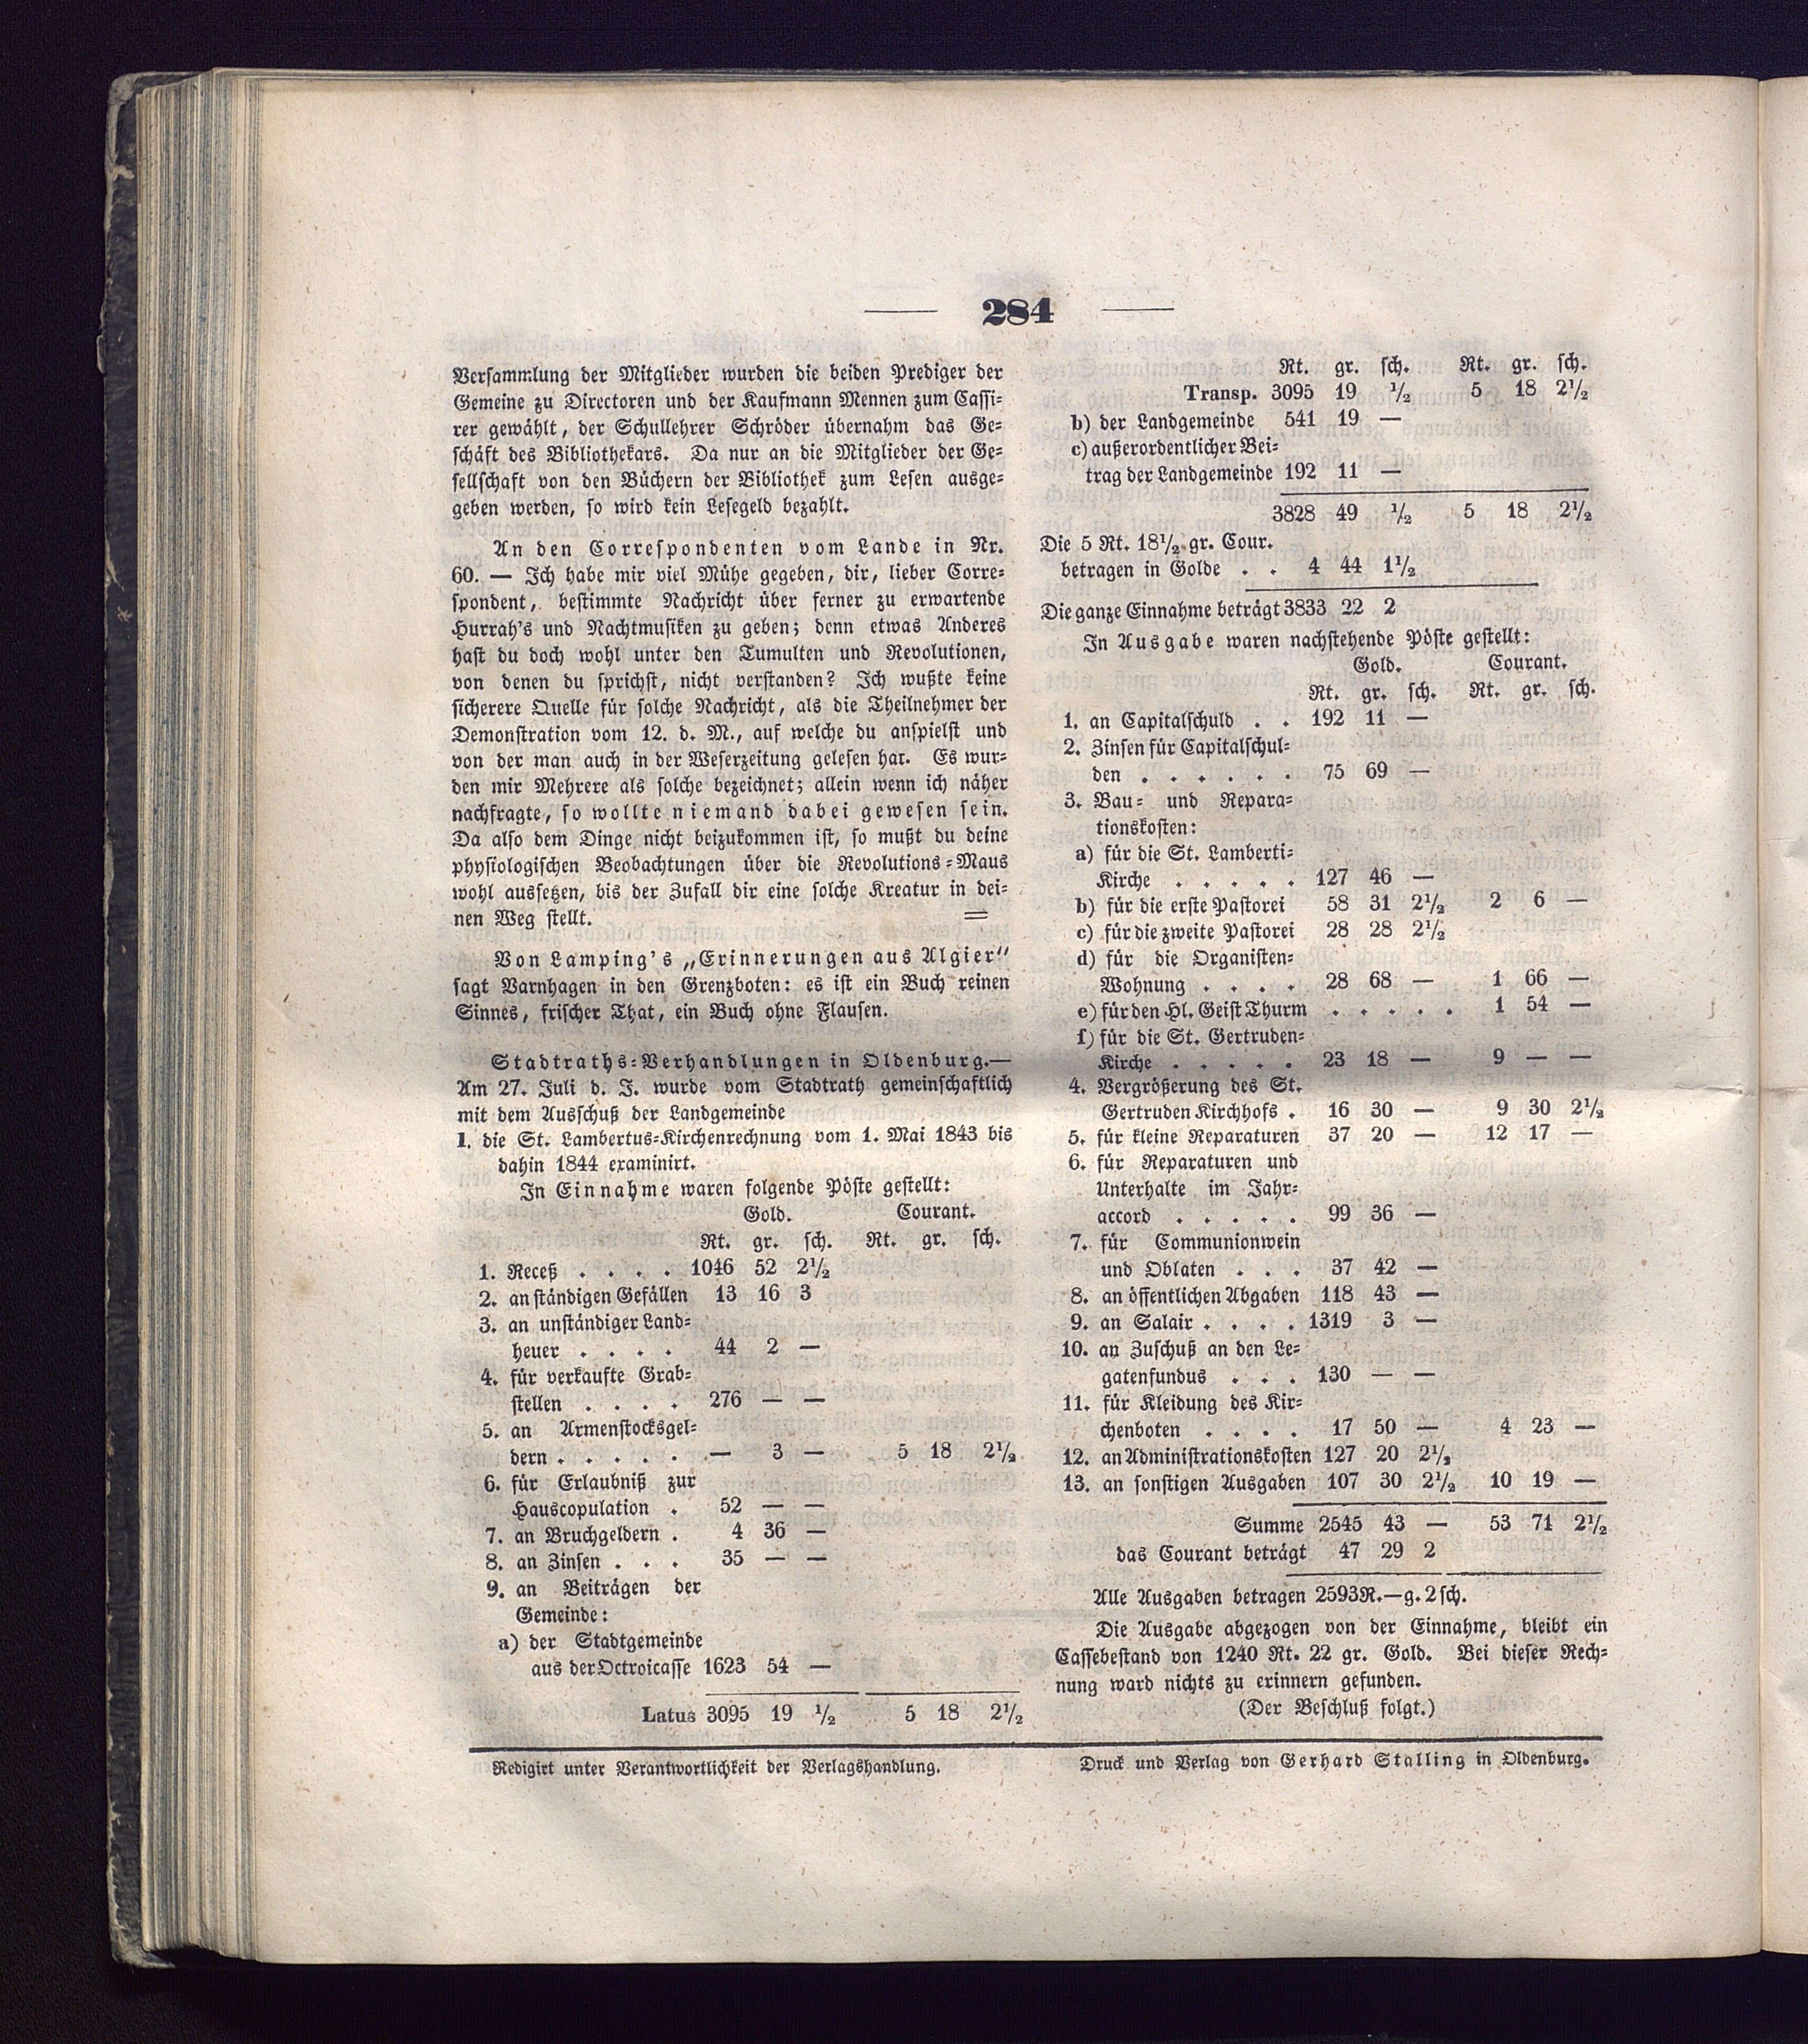 284
Versammlung der Mitglieder wurden die beiden Prediger der
Gemeine zu Directoren und der Kaufmann Mennen zum Cassi-
rer gewählt, der Schullehrer Schröder übernahm das Ge-
schäft des Bibliothekars. Da nur an die Mitglieder der Ge-
sellschaft von den Büchern der Bibliothek zum Lesen ausge-
geben werden, so wird kein Lesegeld bezahlt.
An den Correspondenten vom Lande in Nr.
60. — Ich habe mir viel Mühe gegeben, dir, lieber Corre-
spondent, bestimmte Nachricht über ferner zu erwartende
Hurrah's und Nachtmusiken zu geben; denn etwas Anderes
hast du doch wohl unter den Tumulten und Revolutionen,
von denen du sprichst, nicht verstanden? Ich wußte keine
sicherere Quelle für solche Nachricht, als die Theilnehmer der
Demonstration vom 12. d. M., auf welche du anspielst und
von der man auch in der Weserzeitung gelesen hat. Es wur-
den mir Mehrere als solche bezeichnet; allein wenn ich näher
nachfragte, so wollte niemand dabei gewesen sein.
Da also dem Dinge nicht beizukommen ist, so mußt du deine
physiologischen Beobachtungen über die Revolutions-Maus
wohl aussetzen, bis der Zufall dir eine solche Kreatur in dei-
nen Weg stellt. =
Von Lamping's „Erinnerungen aus Algier"
sagt Varnhagen in den Grenzboten: es ist ein Buch reinen
Sinnes, frischer That, ein Buch ohne Flausen.
Stadtraths-Verhandlungen in Oldenburg.—
Am 27. Juli d. J. wurde vom Stadtrath gemeinschaftlich
mit dem Ausschuß der Landgemeinde
I. die St. Lambertus-Kirchenrechnung vom 1. Mai 1843 bis
dahin 1844 examinirt.
In Einnahme waren folgende Pöste gestellt:
Gold. Courant.
Rt. gr. sch. Rt. gr. sch.
1. Receß . . . . 1046 52 2½
2. an ständigen Gefällen 13 16 3
3. an unständiger Land-
heuer . . . . 44 2 —
4. für verkaufte Grab-
stellen . . . . 276 — —
5. an Armenstocksgel-
dern . . . . . — 3 — 5 18 2½
6. für Erlaubniß zur
Hauscopulation . 52 — —
7. an Bruchgeldern . 4 36 —
8. an Zinsen . . . 35 — —
9. an Beiträgen der
Gemeinde:
a) der Stadtgemeinde
aus der Octroicasse 1623 54 —
Latus 3095 19 ½ 5 18 2½
Rt. gr. sch. Rt. gr. sch.
Transp. 3095 19 ½ 5 18 2½
b) der Landgemeinde 541 19 —
c) außerordentlicher Bei-
trag der Landgemeinde 192 11 —
3828 49 ½ 5 18 2½
Die 5 Rt. 18½ gr. Cour.
betragen in Golde . . 4 44 1½
Die ganze Einnahme beträgt 3833 22 2
In Ausgabe waren nachstehende Pöste gestellt:
Gold. Courant.
Rt. gr. sch. Rt. gr. sch.
1. an Capitalschuld . . 192 11 —
2. Zinsen für Capitalschul-
den . . . . . . 75 69 —
3. Bau- und Repara-
tionskosten:
a) für die St. Lamberti-
Kirche . . . . . 127 46 —
b) für die erste Pastorei 58 31 2½ 2 6 —
c) für die zweite Pastorei 28 28 2½
d) für die Organisten-
Wohnung . . . . 28 68 — 1 66 —
e) für den Hl. Geist Thurm . . . . . 1 54 —
f) für die St. Gertruden-
Kirche . . . . . 23 18 — 9 — —
4. Vergrößerung des St.
Gertruden Kirchhofs . 16 30 — 9 30 2½
5. für kleine Reparaturen 37 20 — 12 17 —
6. für Reparaturen und
Unterhalte im Jahr-
accord . . . . . 99 36 —
7. für Communionwein
und Oblaten . . . 37 42 —
8. an öffentlichen Abgaben 118 43 —
9. an Salair . . . . 1319 3 —
10. an Zuschuß an den Le-
gatenfundus . . . 130 — —
11. für Kleidung des Kir-
chenboten . . . . 17 50 — 4 23 —
12. an Administrationskosten 127 20 2½
13. an sonstigen Ausgaben 107 30 2½ 10 19 —
Summe 2545 43 — 53 71 2½
das Courant beträgt 47 29 2
Alle Ausgaben betragen 2593R.—g. 2sch.
Die Ausgabe abgezogen von der Einnahme, bleibt ein
Cassebestand von 1240 Rt. 22 gr. Gold. Bei dieser Rech-
nung ward nichts zu erinnern gefunden.
(Der Beschluß folgt.)
Redigirt unter Verantwortlichkeit der Verlagshandlung.
Druck und Verlag von Gerhard Stalling in Oldenburg.